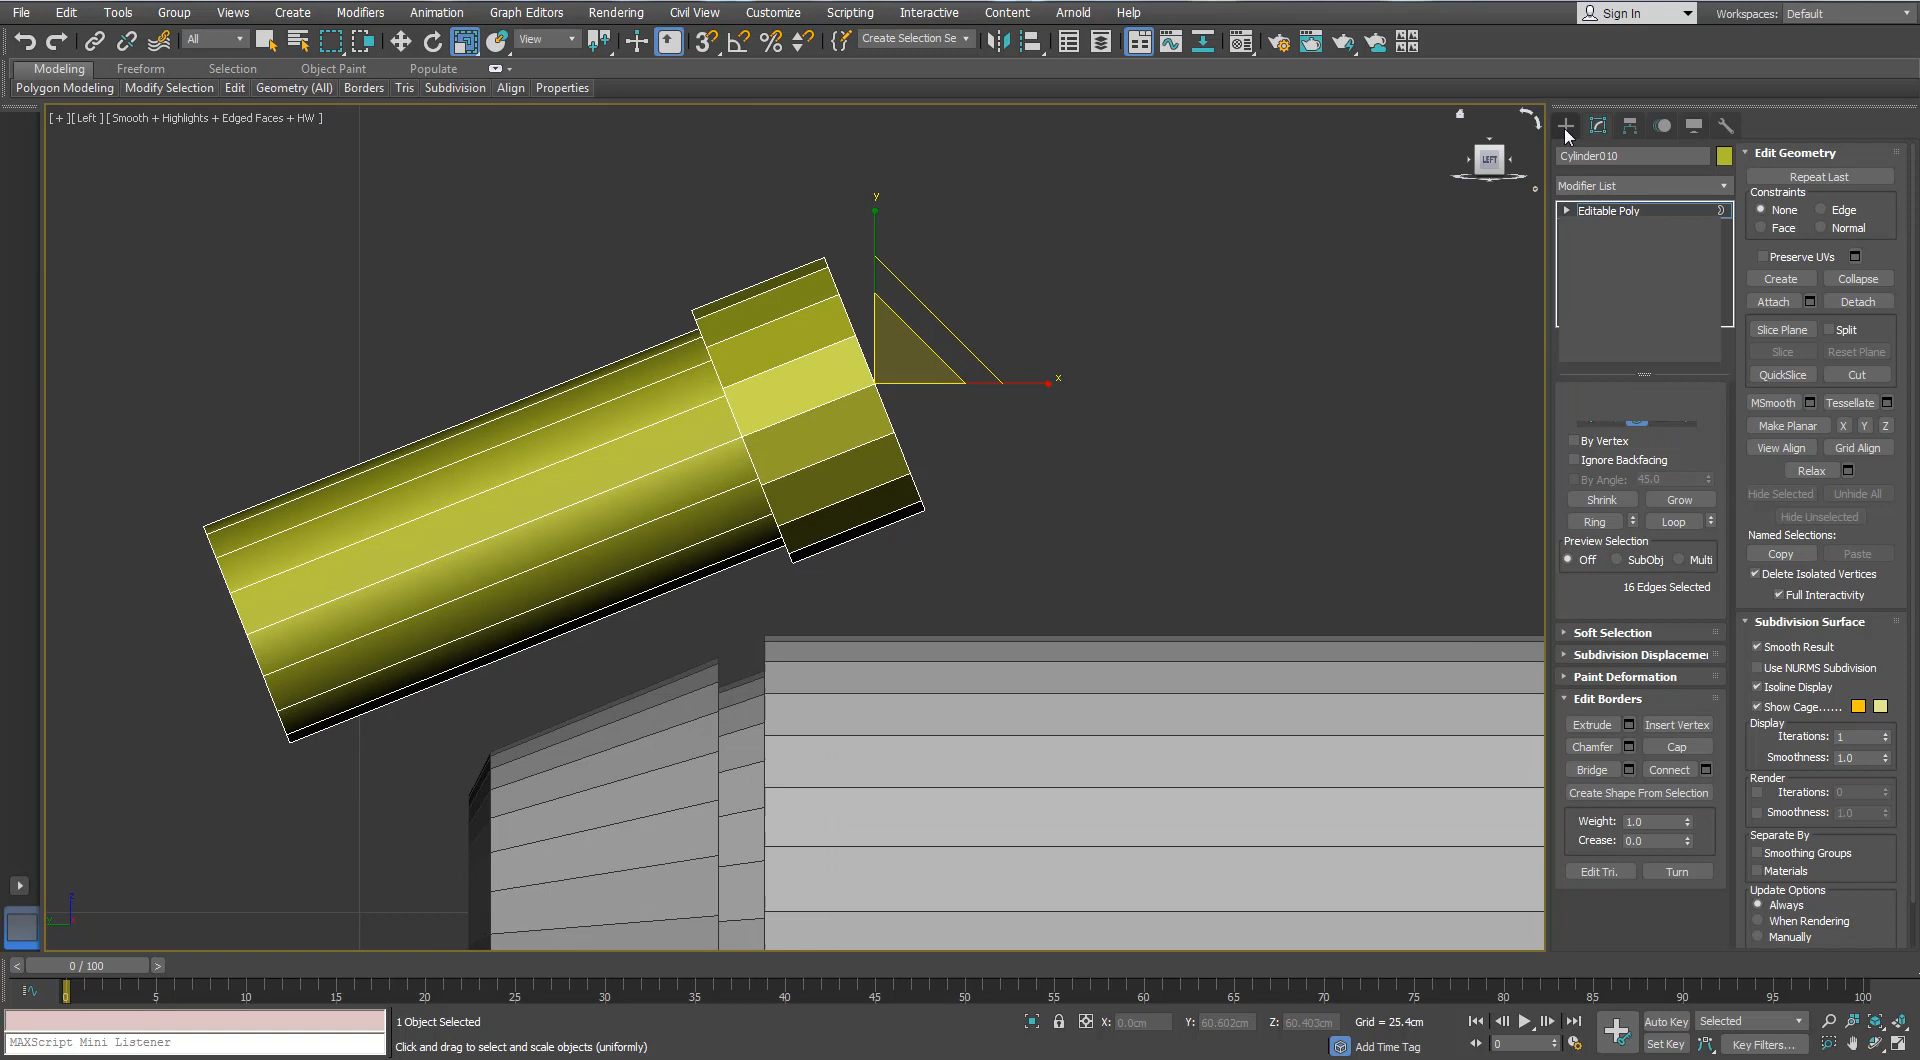 File Edit Tools Group Views Create Modifiers Animation Graph Editors Rendering Civil View Customize Scripting Interactive Content Arnold Help Sign In Workspaces: Default
All View Create Selection Se
Modeling Freeform Selection Object Paint Populate
Polygon Modeling Modify Selection Edit Geometry (All) Borders Tris Subdivision Align Properties
[ + ] [ Left ] [ Smooth + Highlights + Edged Faces + HW ]
LEFT
y
x
Cylinder010
Modifier List
Editable Poly
By Vertex
Ignore Backfacing
By Angle: 45.0
Shrink Grow
Ring Loop
Preview Selection
Off SubObj Multi
16 Edges Selected
Soft Selection
Subdivision Displacemen
Paint Deformation
Edit Borders
Extrude Insert Vertex
Chamfer Cap
Bridge Connect
Create Shape From Selection
Weight: 1.0
Crease: 0.0
Edit Tri. Turn
Edit Geometry
Repeat Last
Constraints
None Edge
Face Normal
Preserve UVs
Create Collapse
Attach Detach
Slice Plane Split
Slice Reset Plane
QuickSlice Cut
MSmooth Tessellate
Make Planar X Y Z
View Align Grid Align
Relax
Hide Selected Unhide All
Hide Unselected
Named Selections:
Copy Paste
Delete Isolated Vertices
Full Interactivity
Subdivision Surface
Smooth Result
Use NURMS Subdivision
Isoline Display
Show Cage......
Display
Iterations: 1
Smoothness: 1.0
Render
Iterations: 0
Smoothness: 1.0
Separate By
Smoothing Groups
Materials
Update Options
Always
When Rendering
Manually
< 0 / 100 >
0 5 10 15 20 25 30 35 40 45 50 55 60 65 70 75 80 85 90 95 100
1 Object Selected X: 0.0cm Y: 60.602cm Z: 60.403cm Grid = 25.4cm Auto Key Selected
MAXScript Mini Listener Click and drag to select and scale objects (uniformly) Add Time Tag 0 Set Key Key Filters...